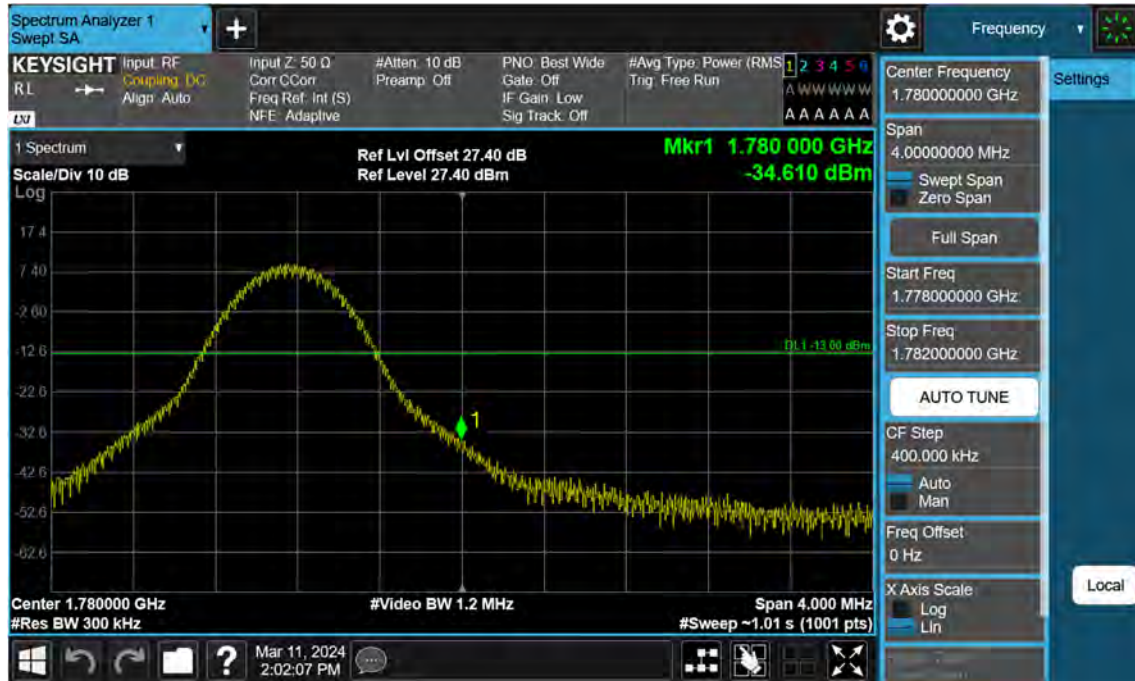 Spectrum Analyzer 1
Swept SA
+
Frequency
KEYSIGHT
RL
LXI
Input: RF
Coupling: DC
Align: Auto
Input Z: 50 Ω
Corr CCorr
Freq Ref: Int (S)
NFE: Adaptive
#Atten: 10 dB
Preamp: Off
PNO: Best Wide
Gate: Off
IF Gain: Low
Sig Track: Off
#Avg Type: Power (RMS
Trig: Free Run
1 2 3 4 5 6
A W W W W W
A A A A A A
1 Spectrum
Scale/Div 10 dB
Log
Ref Lvl Offset 27.40 dB
Ref Level 27.40 dBm
Mkr1 1.780 000 GHz
-34.610 dBm
17.4
7.40
-2.60
-12.6
-22.6
-32.6
-42.6
-52.6
-62.6
DL1 -13.00 dBm
1
Center 1.780000 GHz
#Res BW 300 kHz
#Video BW 1.2 MHz
Span 4.000 MHz
#Sweep ~1.01 s (1001 pts)
Center Frequency
1.780000000 GHz
Span
4.00000000 MHz
Swept Span
Zero Span
Full Span
Start Freq
1.778000000 GHz
Stop Freq
1.782000000 GHz
AUTO TUNE
CF Step
400.000 kHz
Auto
Man
Freq Offset
0 Hz
X Axis Scale
Log
Lin
Settings
Local
?
Mar 11, 2024
2:02:07 PM